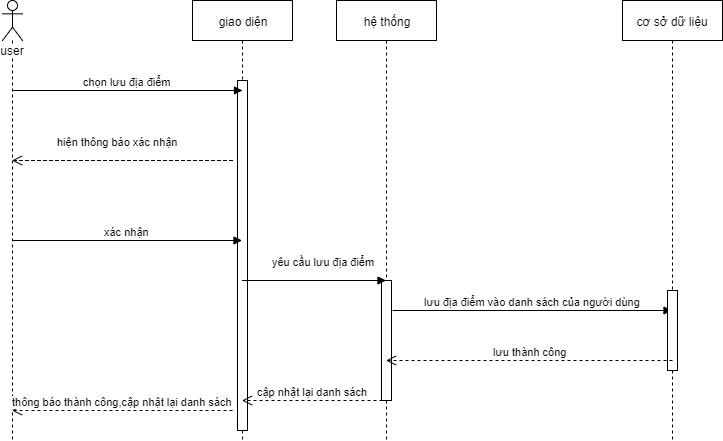 giao diện
hệ thống
cơ sở dữ liệu
user
chọn lưu địa điểm
hiện thông báo xác nhận
xác nhận
yêu cầu lưu địa điểm
lưu địa điểm vào danh sách của người dùng
lưu thành công
cập nhật lại danh sách
thông báo thành công,cập nhật lại danh sách